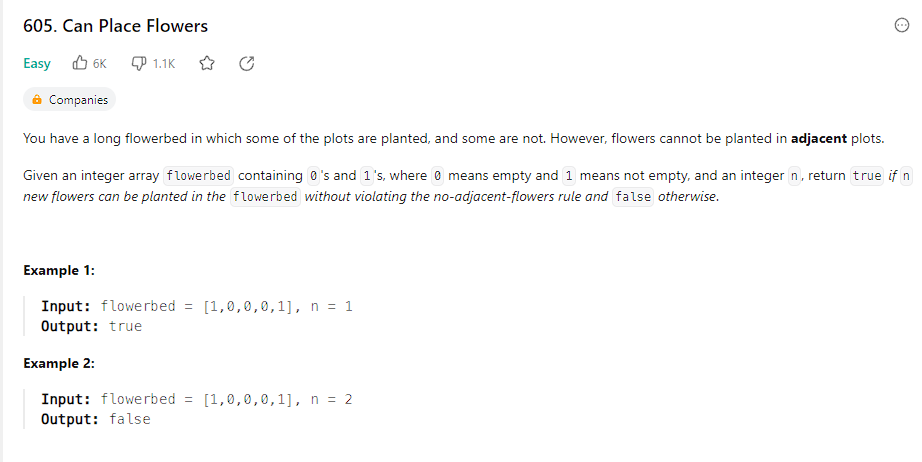 605. Can Place Flowers
Easy 6K 1.1K
Companies
You have a long flowerbed in which some of the plots are planted, and some are not. However, flowers cannot be planted in adjacent plots.
Given an integer array flowerbed containing 0's and 1's, where 0 means empty and 1 means not empty, and an integer n, return true if n
new flowers can be planted in the flowerbed without violating the no-adjacent-flowers rule and false otherwise.
Example 1:
Input: flowerbed = [1,0,0,0,1], n = 1
Output: true
Example 2:
Input: flowerbed = [1,0,0,0,1], n = 2
Output: false